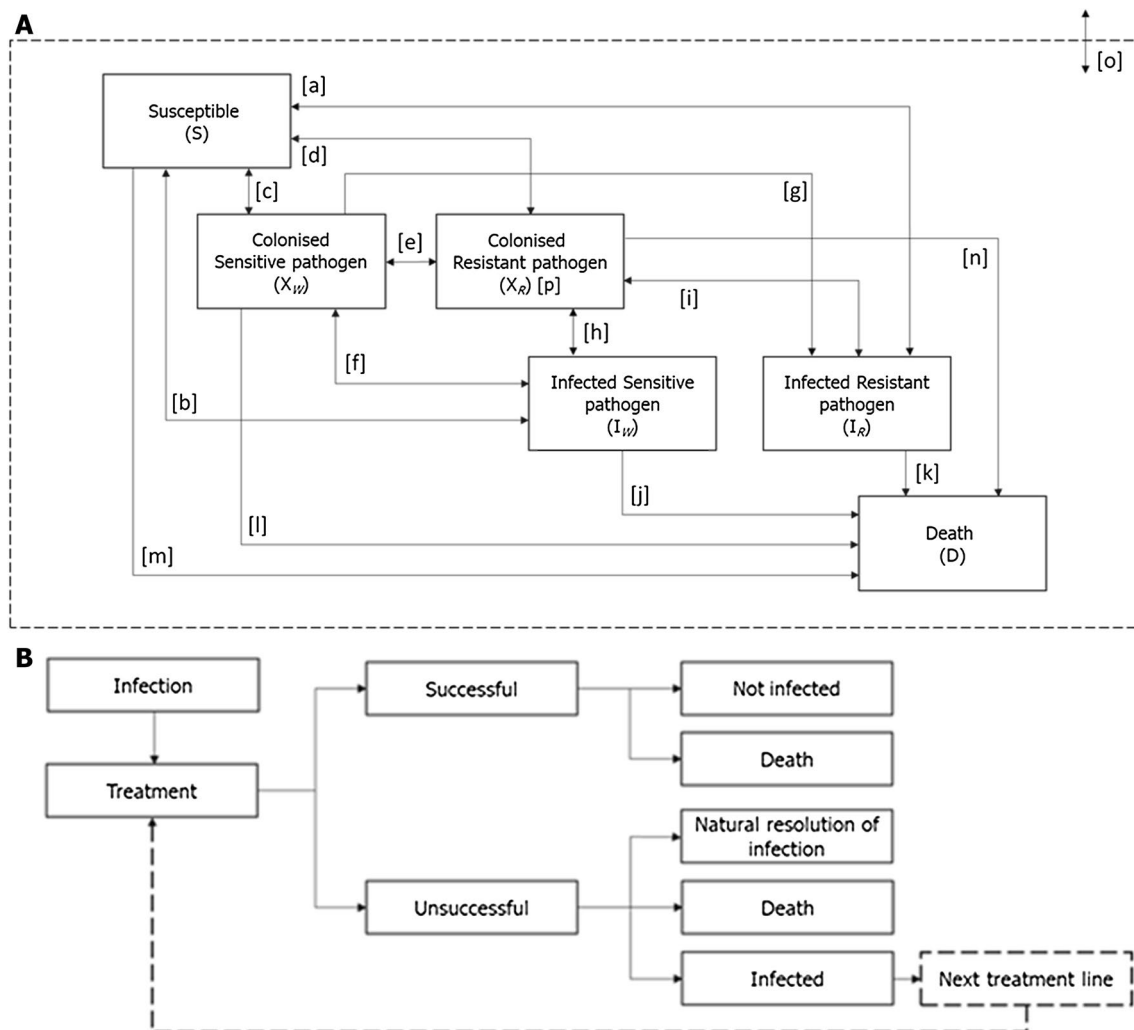 A
[o]
[a]
Susceptible
(S)
[d]
[c]
[g]
Colonised
Sensitive pathogen
(X_W)
[e]
Colonised
Resistant pathogen
(X_R) [p]
[n]
[i]
[h]
[f]
Infected Sensitive
pathogen
(I_W)
Infected Resistant
pathogen
(I_R)
[b]
[k]
[j]
[l]
Death
(D)
[m]
B
Infection
Successful
Not infected
Death
Treatment
Natural resolution of
infection
Unsuccessful
Death
Infected
Next treatment line